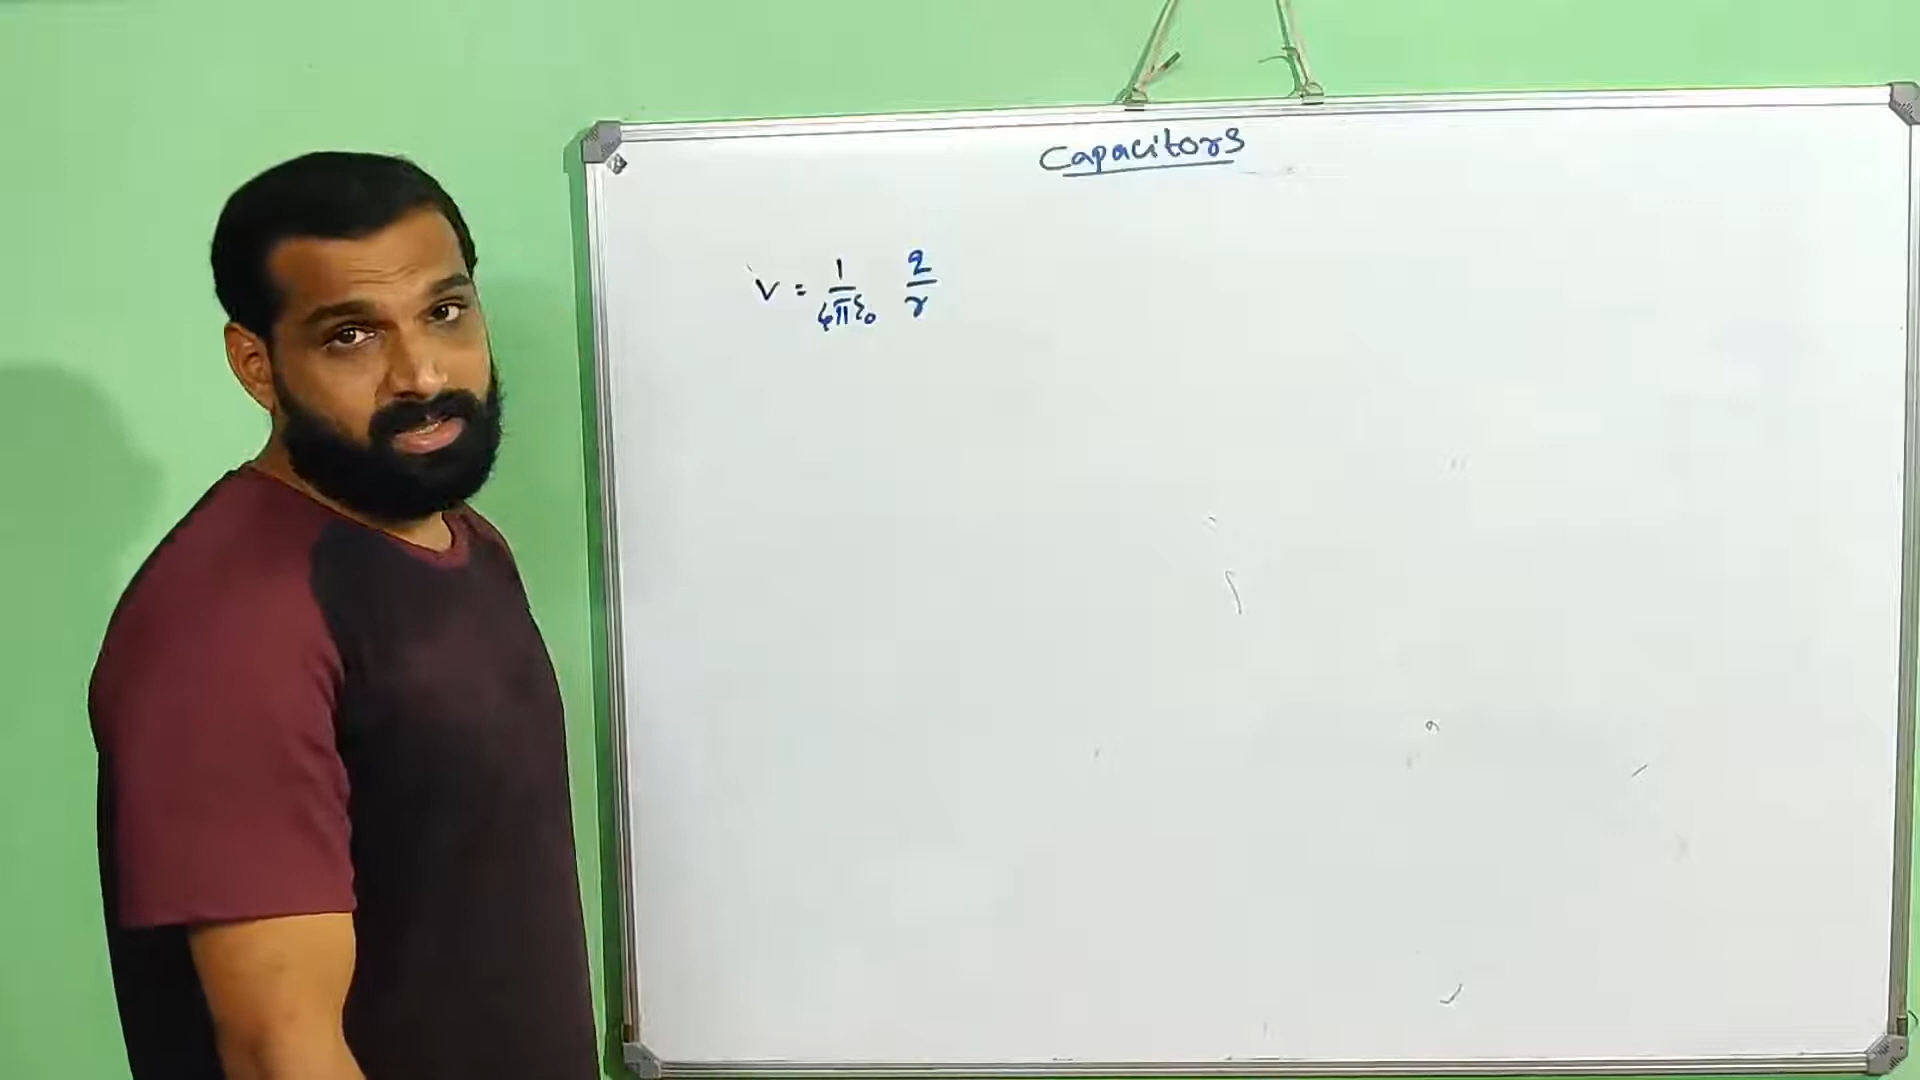 Capacitors
V = 1/4πε₀ q/r